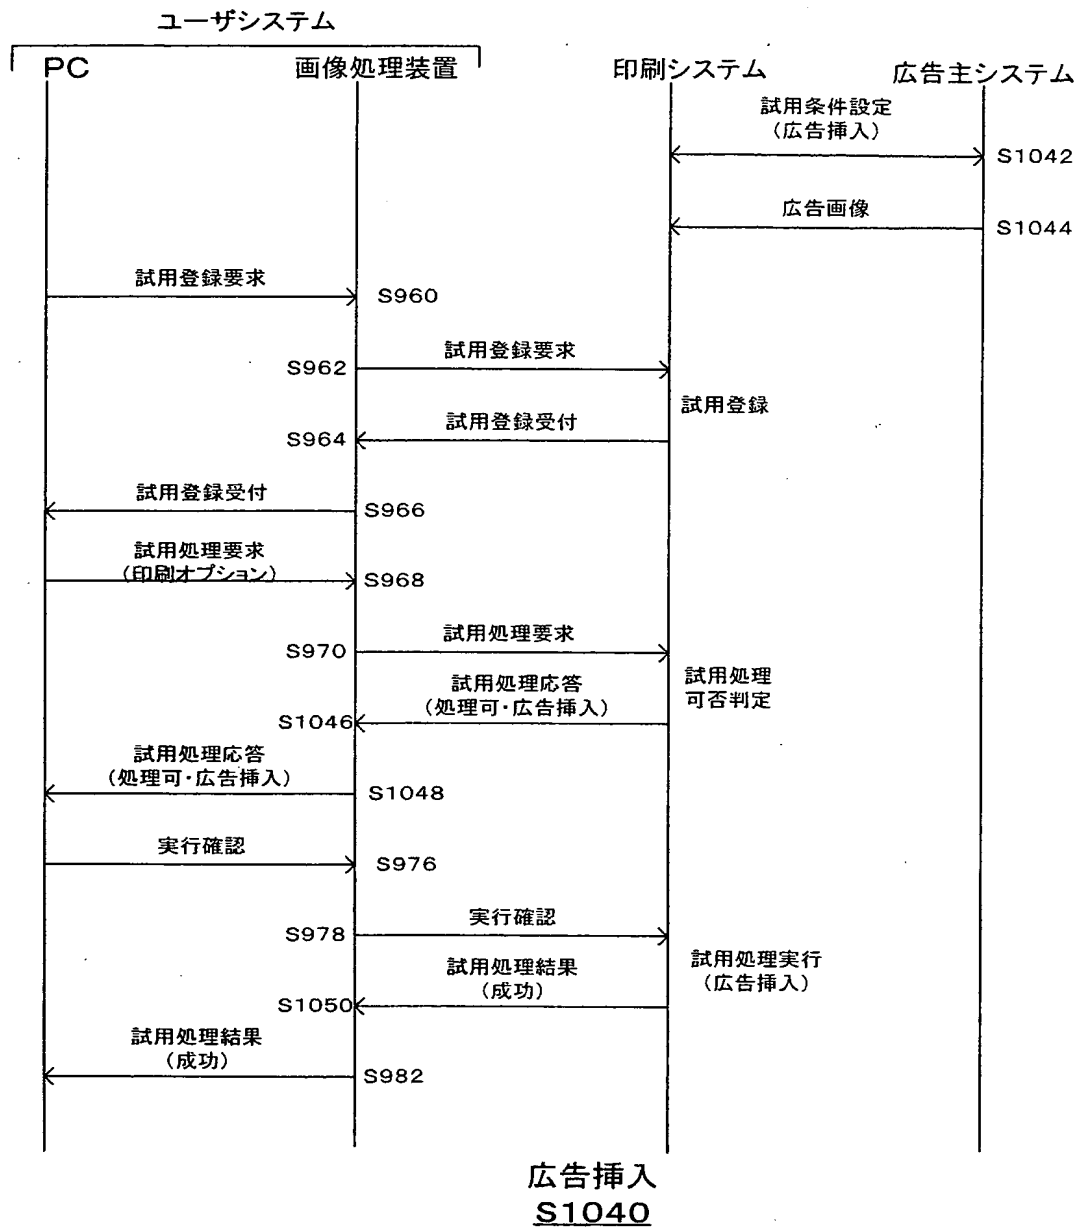 ユーザシステム
PC
画像処理装置
印刷システム
広告主システム
試用条件設定
(広告挿入)
S1042
広告画像
S1044
試用登録要求
S960
試用登録要求
S962
試用登録
試用登録受付
S964
試用登録受付
S966
試用処理要求
(印刷オプション)
S968
試用処理要求
S970
試用処理
可否判定
試用処理応答
(処理可・広告挿入)
S1046
試用処理応答
(処理可・広告挿入)
S1048
実行確認
S976
実行確認
S978
試用処理実行
(広告挿入)
試用処理結果
(成功)
S1050
試用処理結果
(成功)
S982
広告挿入
S1040